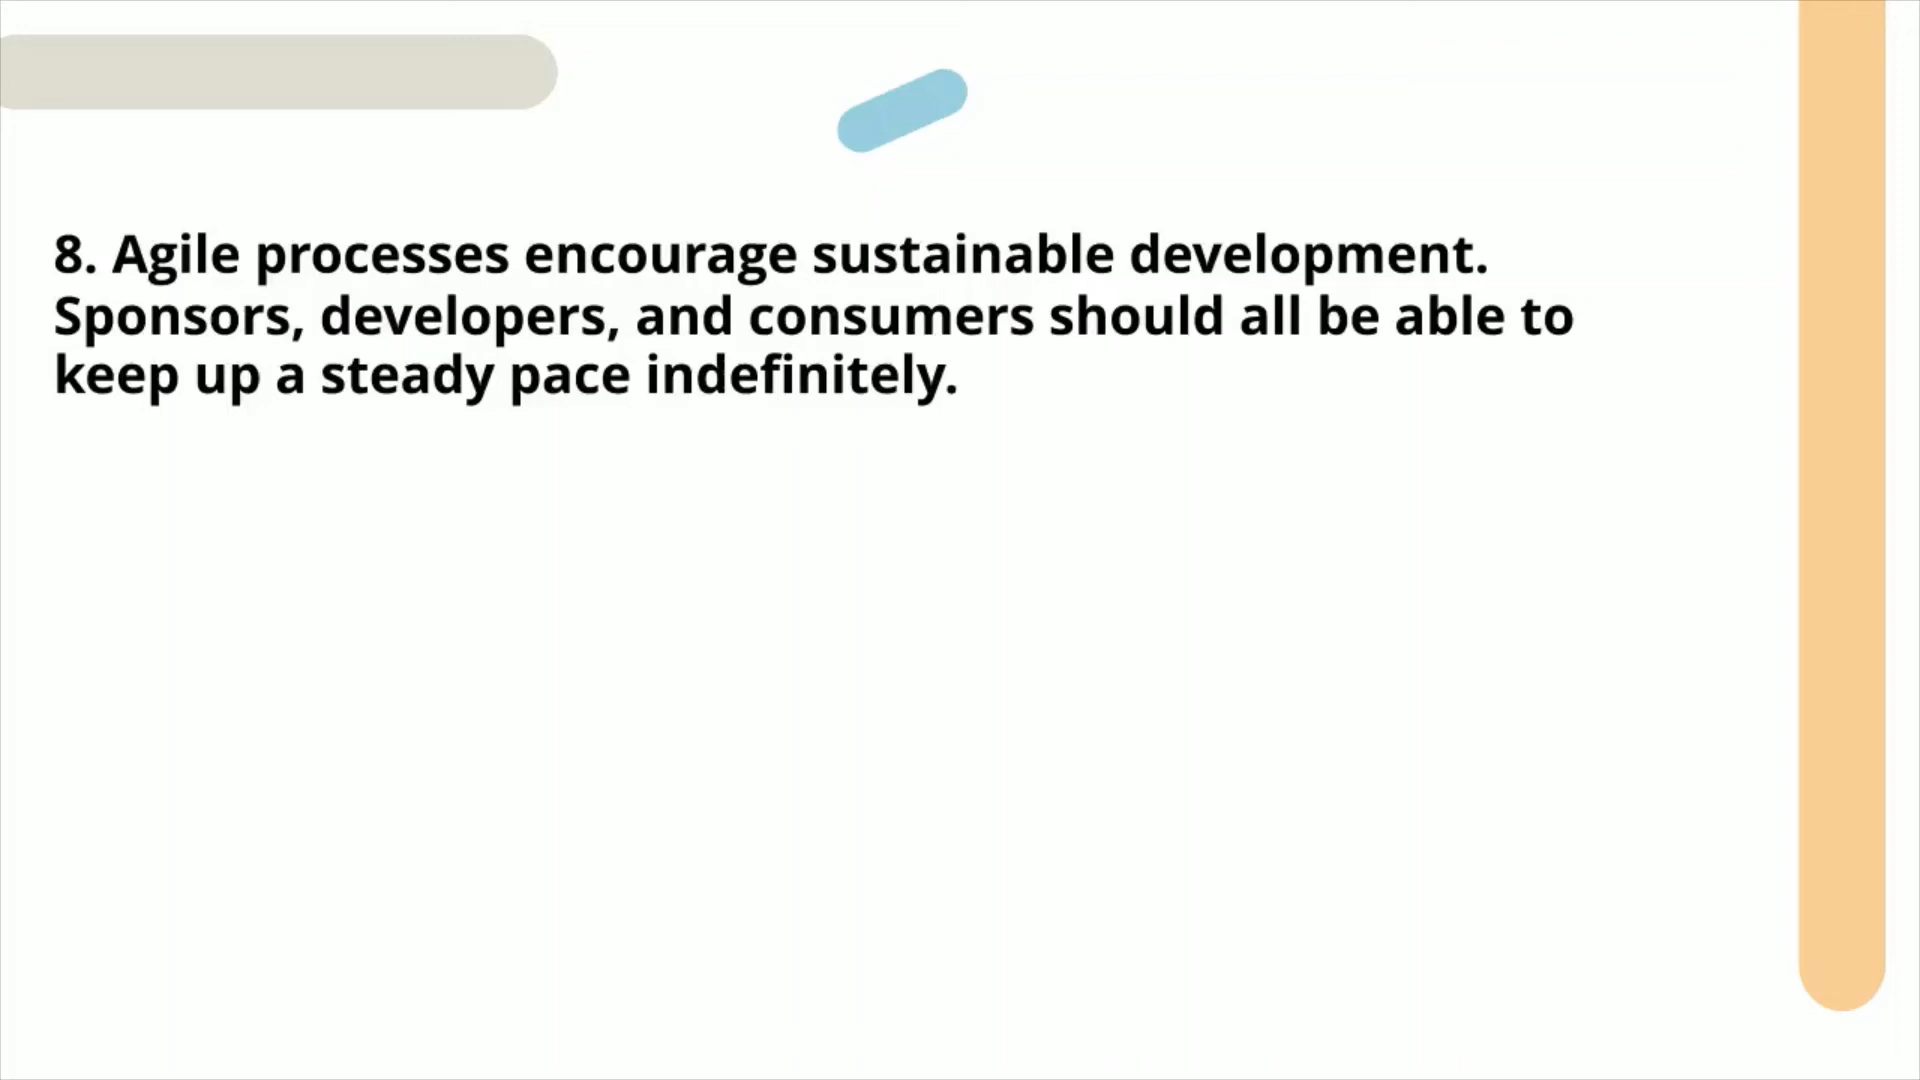 8. Agile processes encourage sustainable development.
Sponsors, developers, and consumers should all be able to
keep up a steady pace indefinitely.